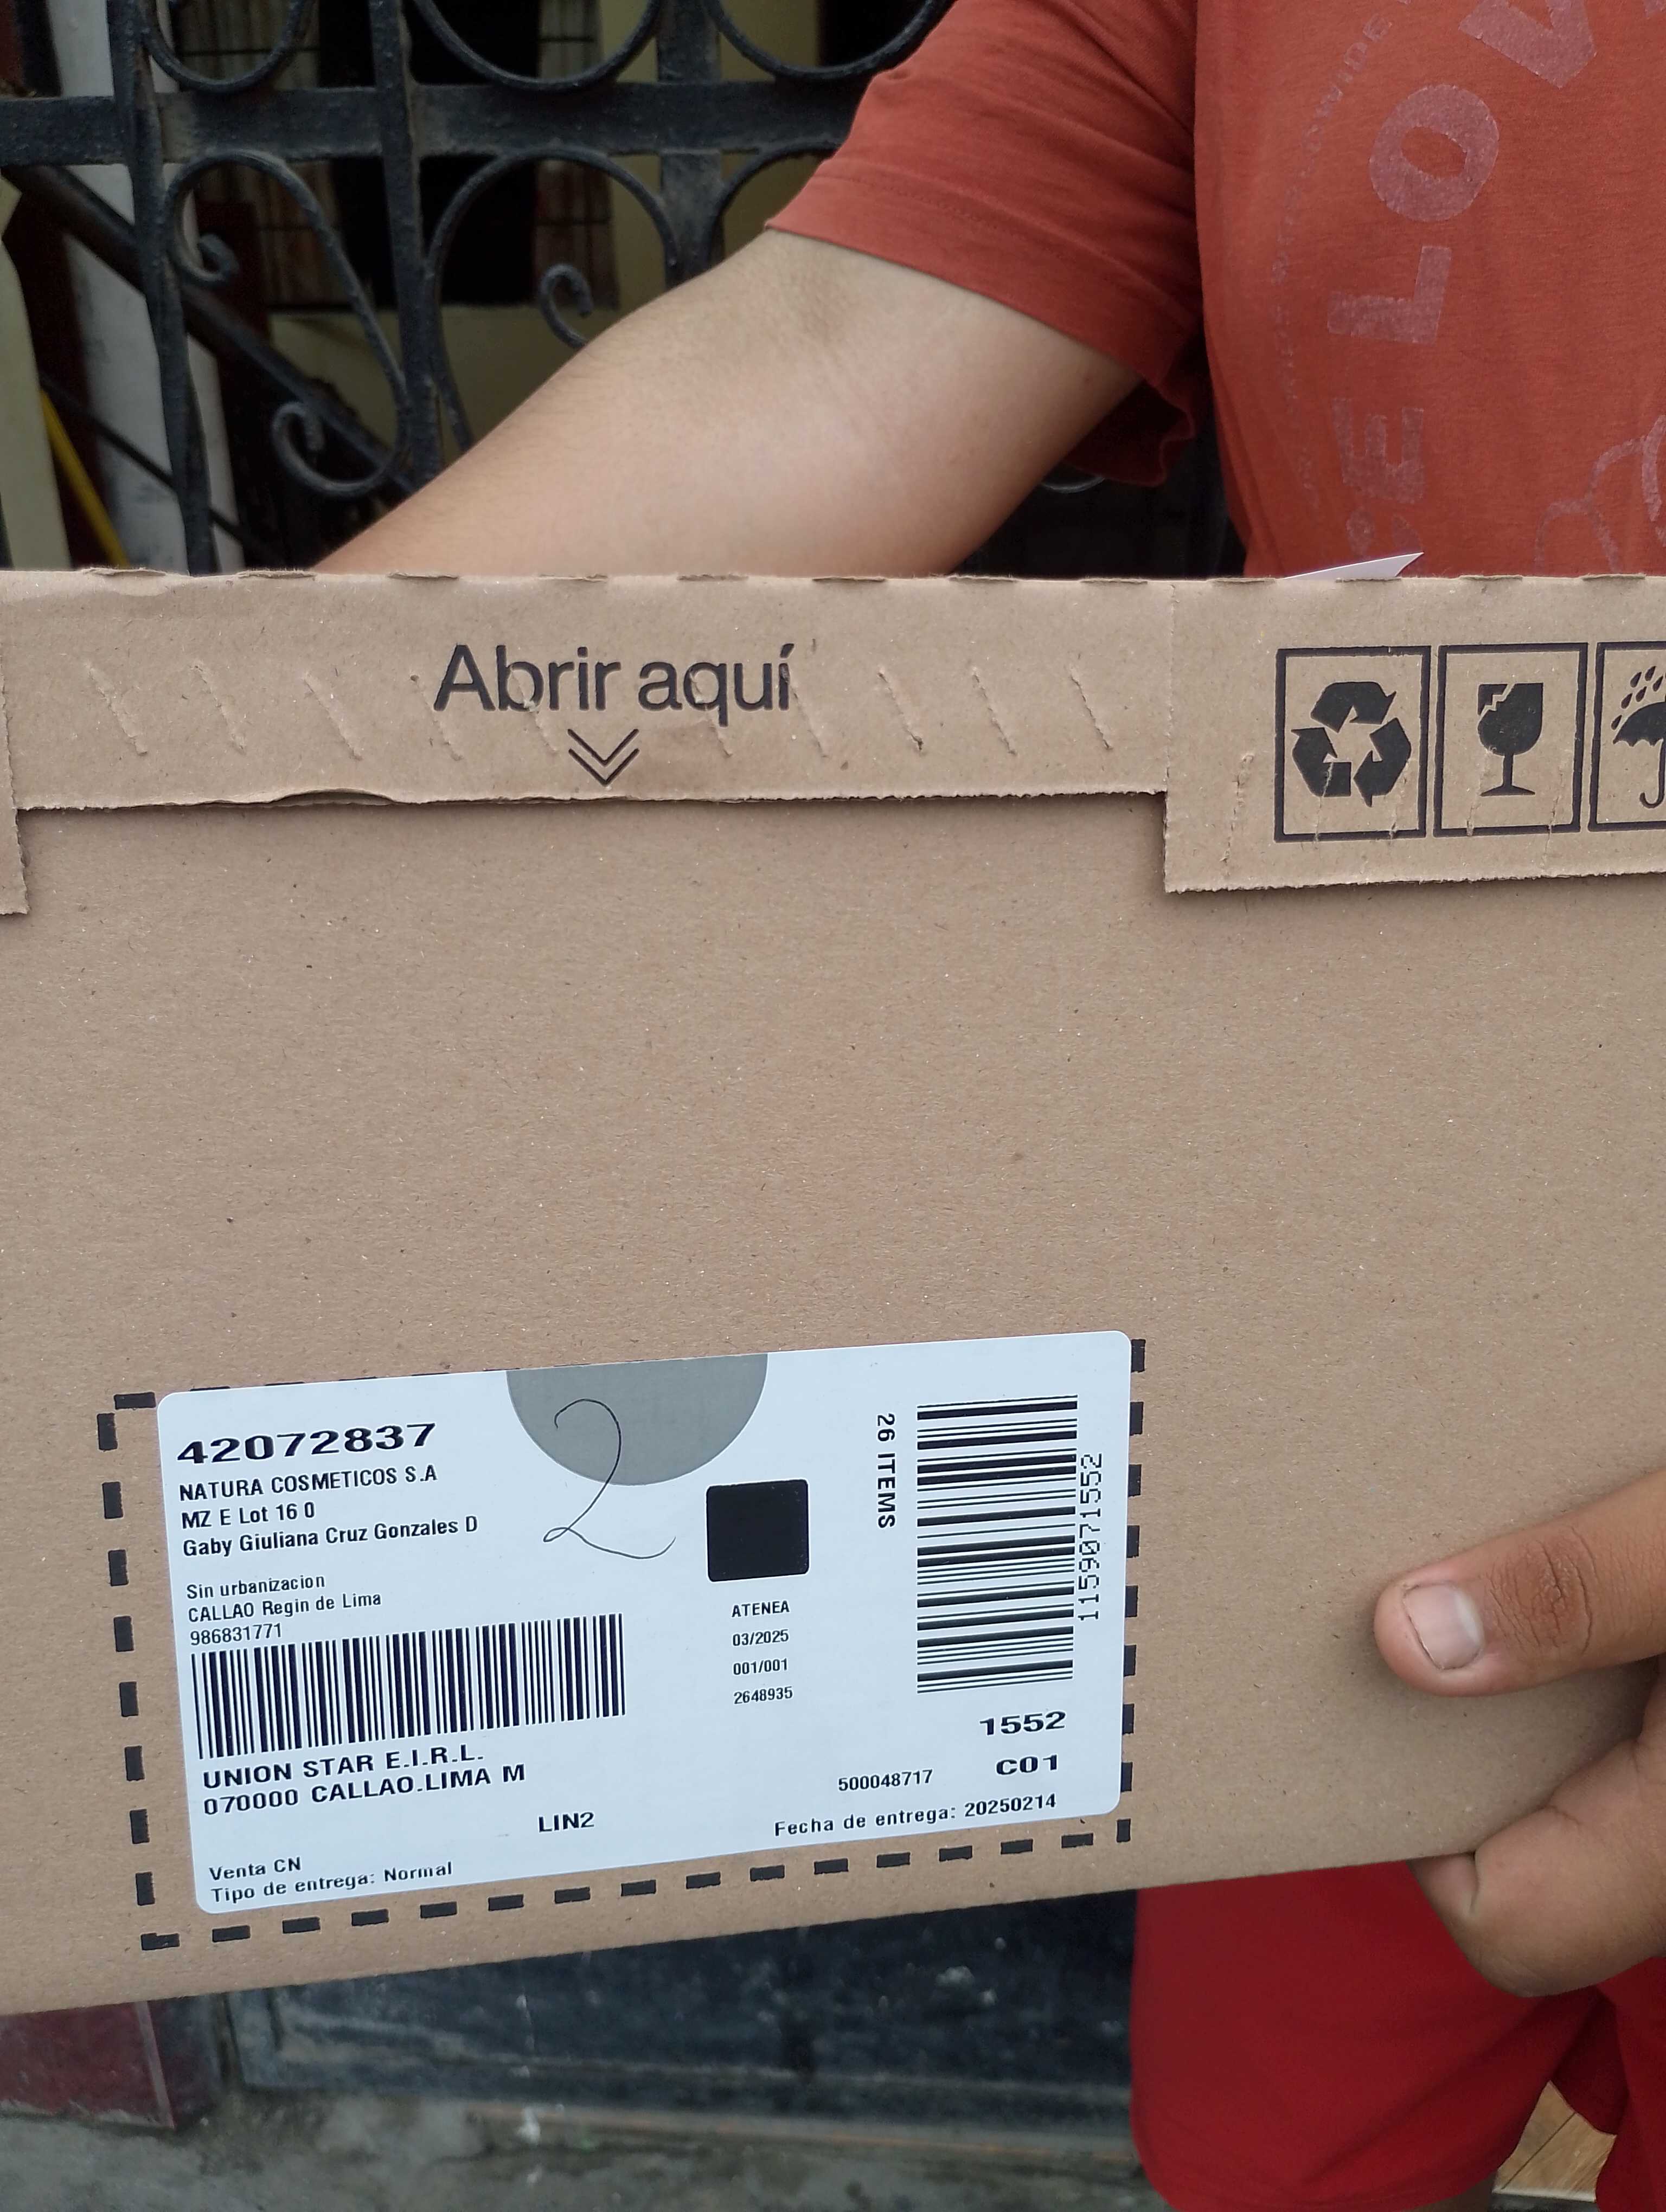 LOV
E
Abrir aquí
42072837
NATURA COSMETICOS S.A
MZ E Lot 16 0
Gaby Giuliana Cruz Gonzales D
Sin urbanizacion
CALLAO Regin de Lima
986831771
UNION STAR E.I.R.L.
070000 CALLAO.LIMA M
LIN2
Venta CN
Tipo de entrega: Normal
2
ATENEA
03/2025
001/001
2648935
26 ITEMS
1159071552
1552
C01
500048717
Fecha de entrega: 20250214